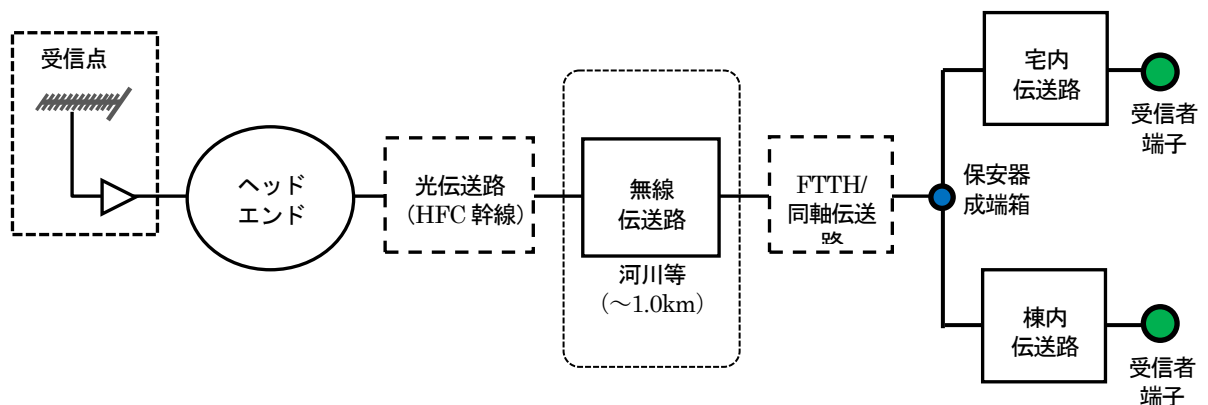 受信点
ヘッド
エンド
光伝送路
（HFC 幹線）
無線
伝送路
河川等
（～1.0km）
FTTH/
同軸伝送
路
保安器
成端箱
宅内
伝送路
受信者
端子
棟内
伝送路
受信者
端子